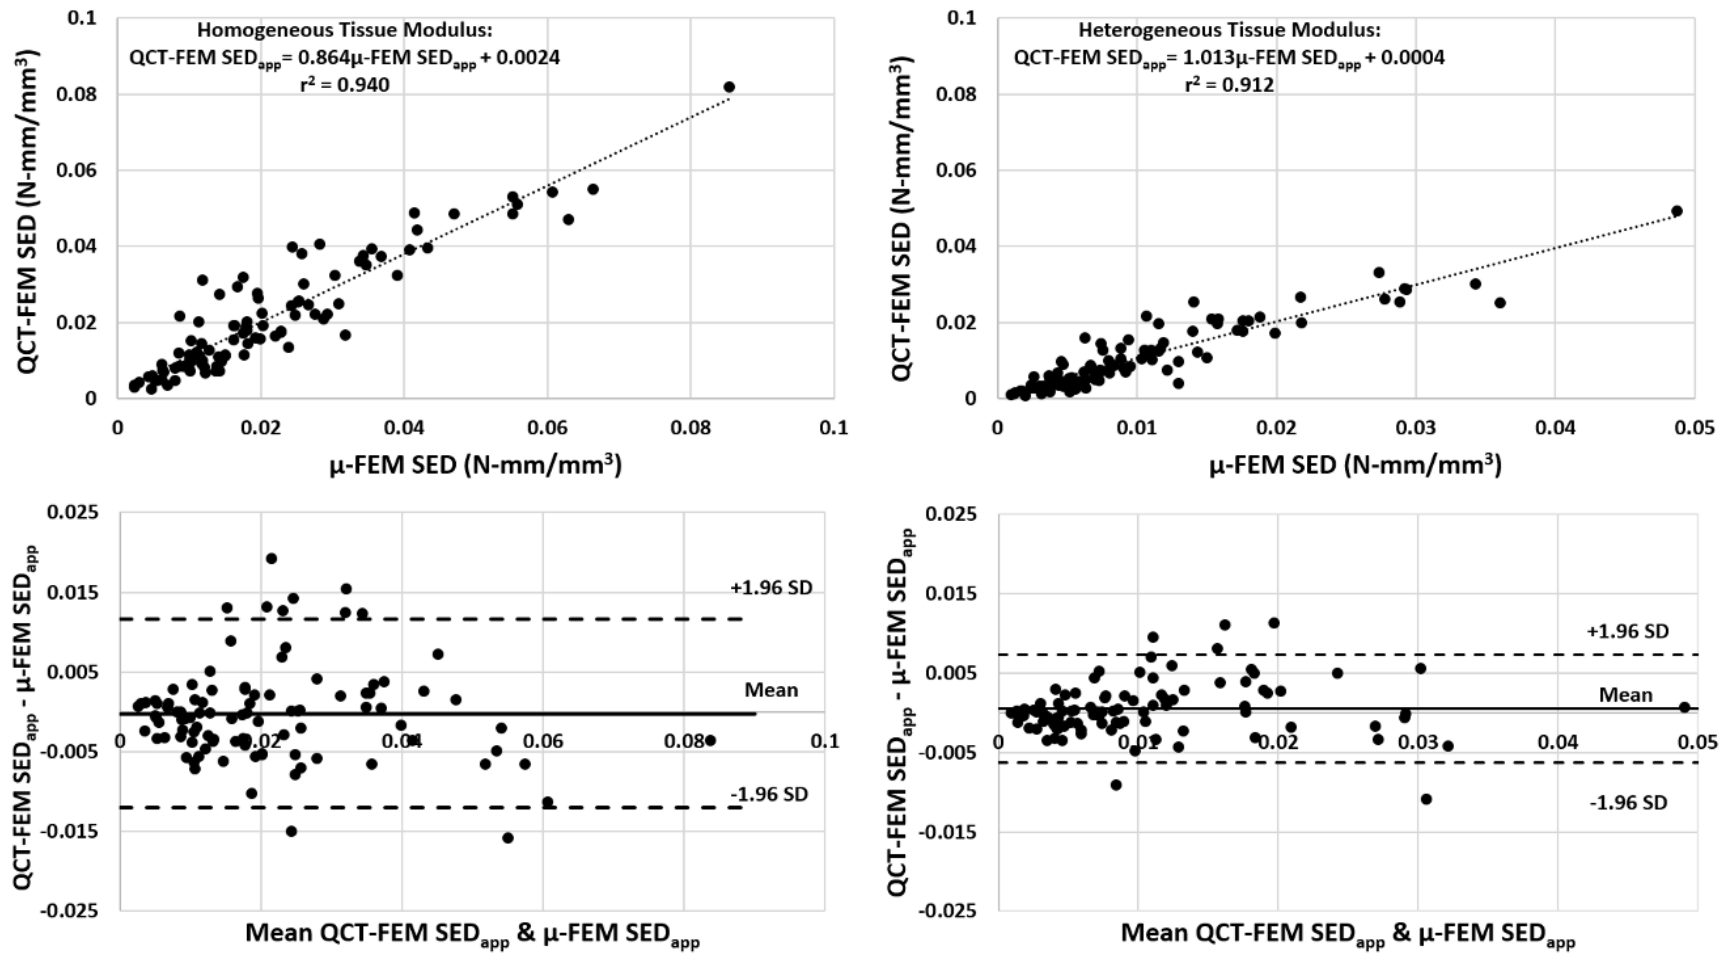 Homogeneous Tissue Modulus:
QCT-FEM SEDapp= 0.864μ-FEM SEDapp + 0.0024
r² = 0.940
QCT-FEM SED (N-mm/mm³)
0.1
0.08
0.06
0.04
0.02
0
0 0.02 0.04 0.06 0.08 0.1
μ-FEM SED (N-mm/mm³)
Heterogeneous Tissue Modulus:
QCT-FEM SEDapp= 1.013μ-FEM SEDapp + 0.0004
r² = 0.912
QCT-FEM SED (N-mm/mm³)
0.1
0.08
0.06
0.04
0.02
0
0 0.01 0.02 0.03 0.04 0.05
μ-FEM SED (N-mm/mm³)
QCT-FEM SEDapp - μ-FEM SEDapp
0.025
0.015
0.005
-0.005
-0.015
-0.025
+1.96 SD
Mean
0 0.02 0.04 0.06 0.08 0.1
-1.96 SD
Mean QCT-FEM SEDapp & μ-FEM SEDapp
QCT-FEM SEDapp - μ-FEM SEDapp
0.025
0.015
0.005
-0.005
-0.015
-0.025
+1.96 SD
Mean
0 0.01 0.02 0.03 0.04 0.05
-1.96 SD
Mean QCT-FEM SEDapp & μ-FEM SEDapp